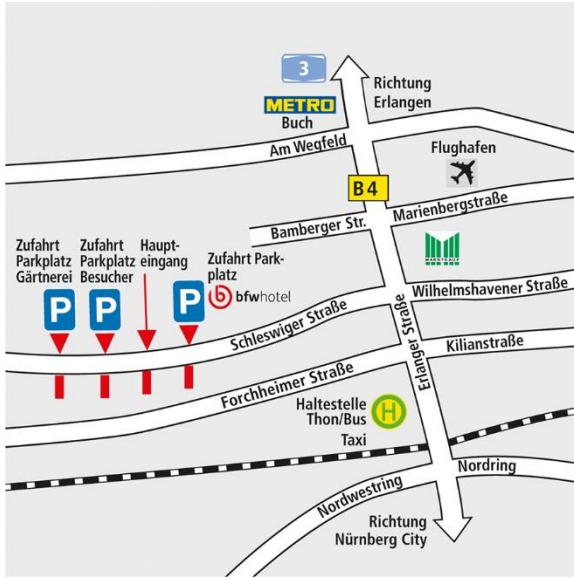 3
Richtung
Erlangen
METRO
Buch
Am Wegfeld
Flughafen
B 4
Bamberger Str.
Marienbergstraße
Zufahrt
Parkplatz
Gärtnerei
Zufahrt
Parkplatz
Besucher
Haupt-
eingang
Zufahrt Park-
platz
bfwhotel
P
P
P
MARKTKAUF
Wilhelmshavener Straße
Schleswiger Straße
Erlanger Straße
Kilianstraße
Forchheimer Straße
Haltestelle
Thon/Bus
H
Taxi
Nordring
Nordwestring
Richtung
Nürnberg City